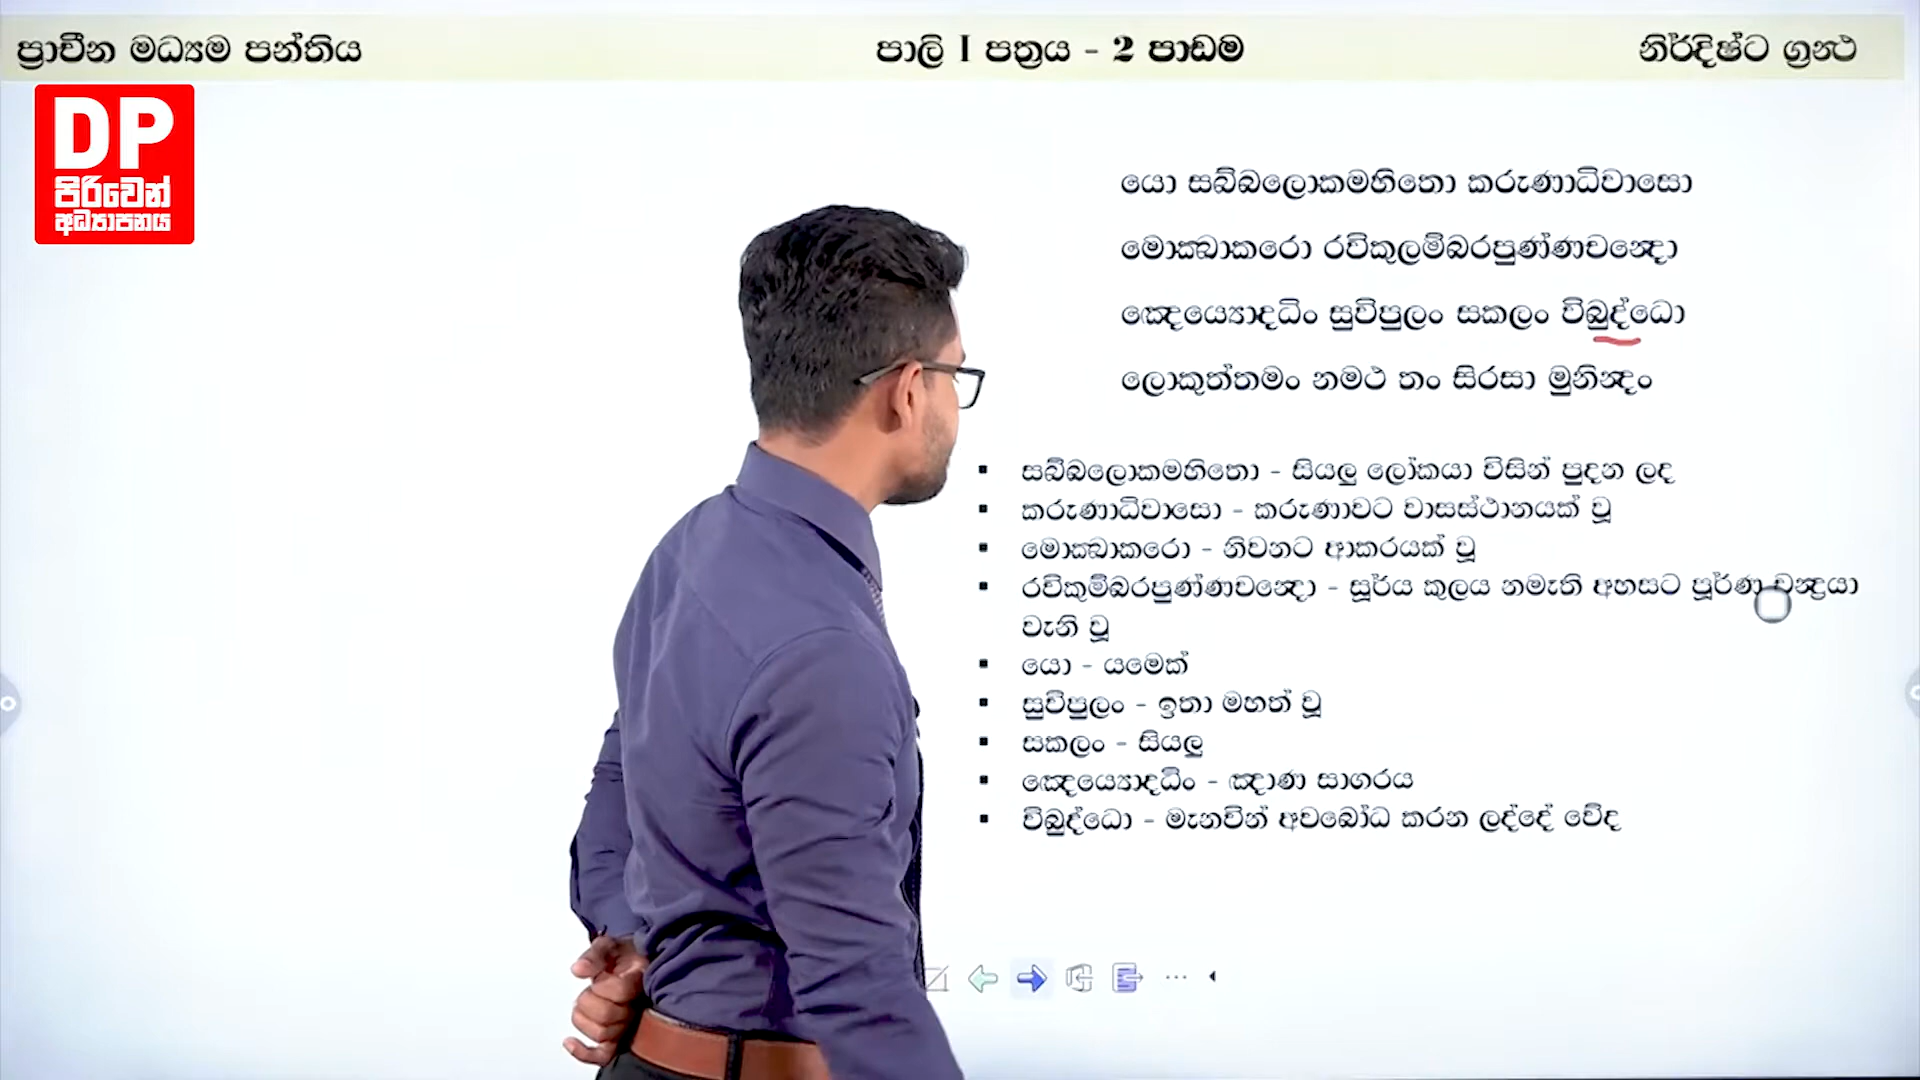 ප්‍රාචීන මධ්‍යම පන්තිය
පාලි I පත්‍රය - 2 පාඩම
නිර්දිෂ්ට ග්‍රන්ථ
DP
පිරිවෙන්
අධ්‍යාපනය
යො සබ්බලොකමහිතො කරුණාධිවාසො
මොක්‍ඛාකරො රවිකුලම්බරපුණ්ණචන්‍දො
ඤෙය්‍යොදධිං සුවිපුලං සකලං විබුද්ධො
ලොකුත්තමං නමථ තං සිරසා මුනින්‍දං
▪ සබ්බලොකමහිතො - සියලු ලෝකයා විසින් පුදන ලද
▪ කරුණාධිවාසො - කරුණාවට වාසස්ථානයක් වූ
▪ මොක්‍ඛාකරො - නිවනට ආකරයක් වූ
▪ රවිකුම්බරපුණ්ණචන්‍දො - සූර්ය කුලය නමැති අහසට පූර්ණ චන්ද්‍රයා
වැනි වූ
▪ යො - යමෙක්
▪ සුවිපුලං - ඉතා මහත් වූ
▪ සකලං - සියලු
▪ ඤෙය්‍යොදධිං - ඤාණ සාගරය
▪ විබුද්ධො - මැනවින් අවබෝධ කරන ලද්දේ වේද